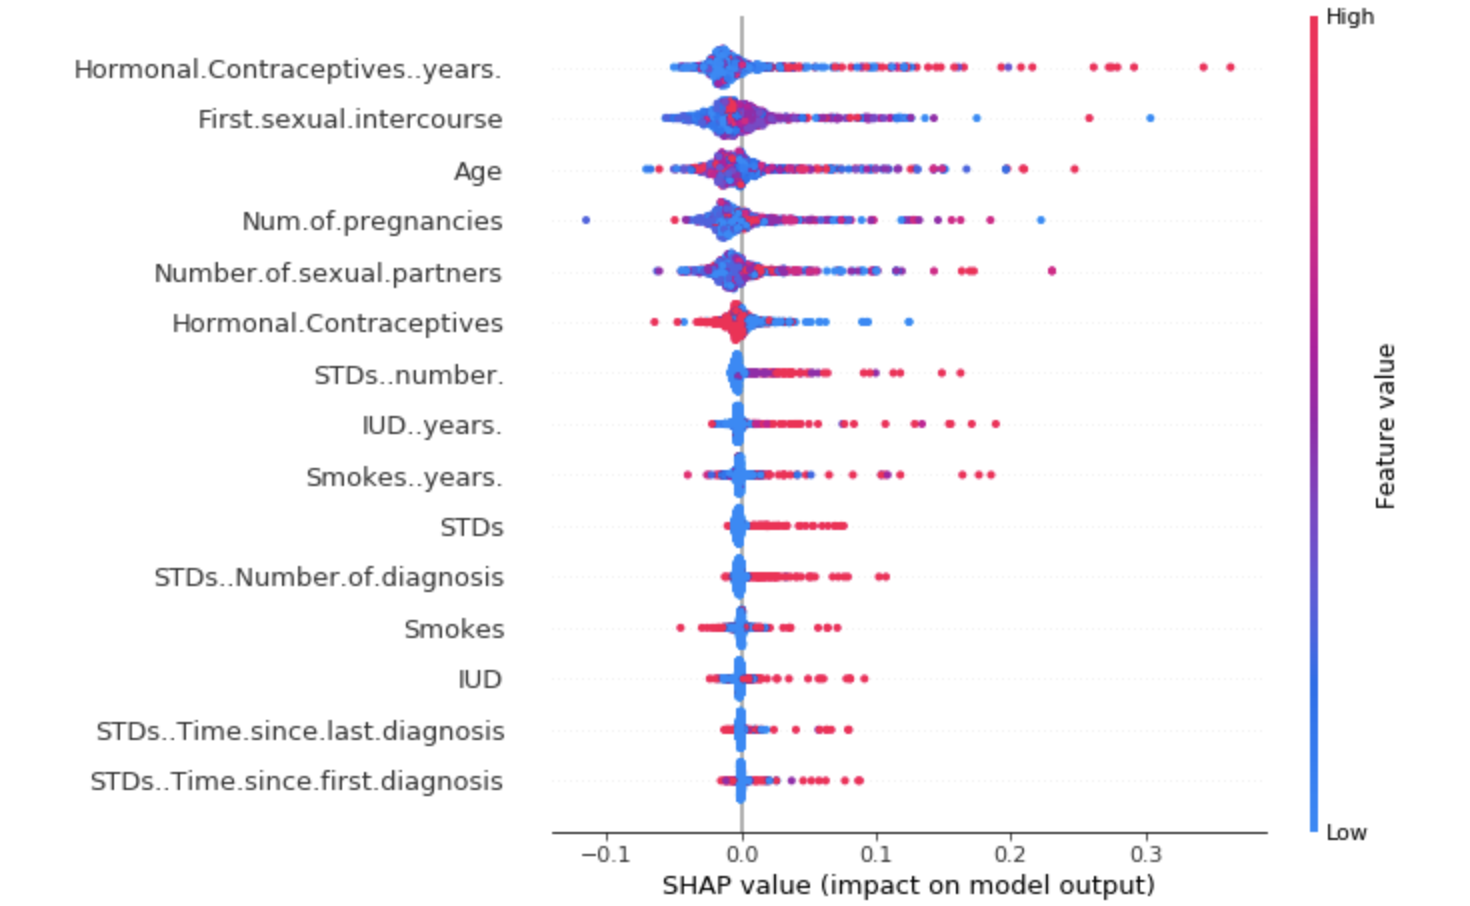 High
Hormonal.Contraceptives..years.
First.sexual.intercourse
Age
Num.of.pregnancies
Number.of.sexual.partners
Hormonal.Contraceptives
STDs..number.
IUD..years.
Smokes..years.
STDs
STDs..Number.of.diagnosis
Smokes
IUD
STDs..Time.since.last.diagnosis
STDs..Time.since.first.diagnosis
Feature value
Low
−0.1 0.0 0.1 0.2 0.3
SHAP value (impact on model output)